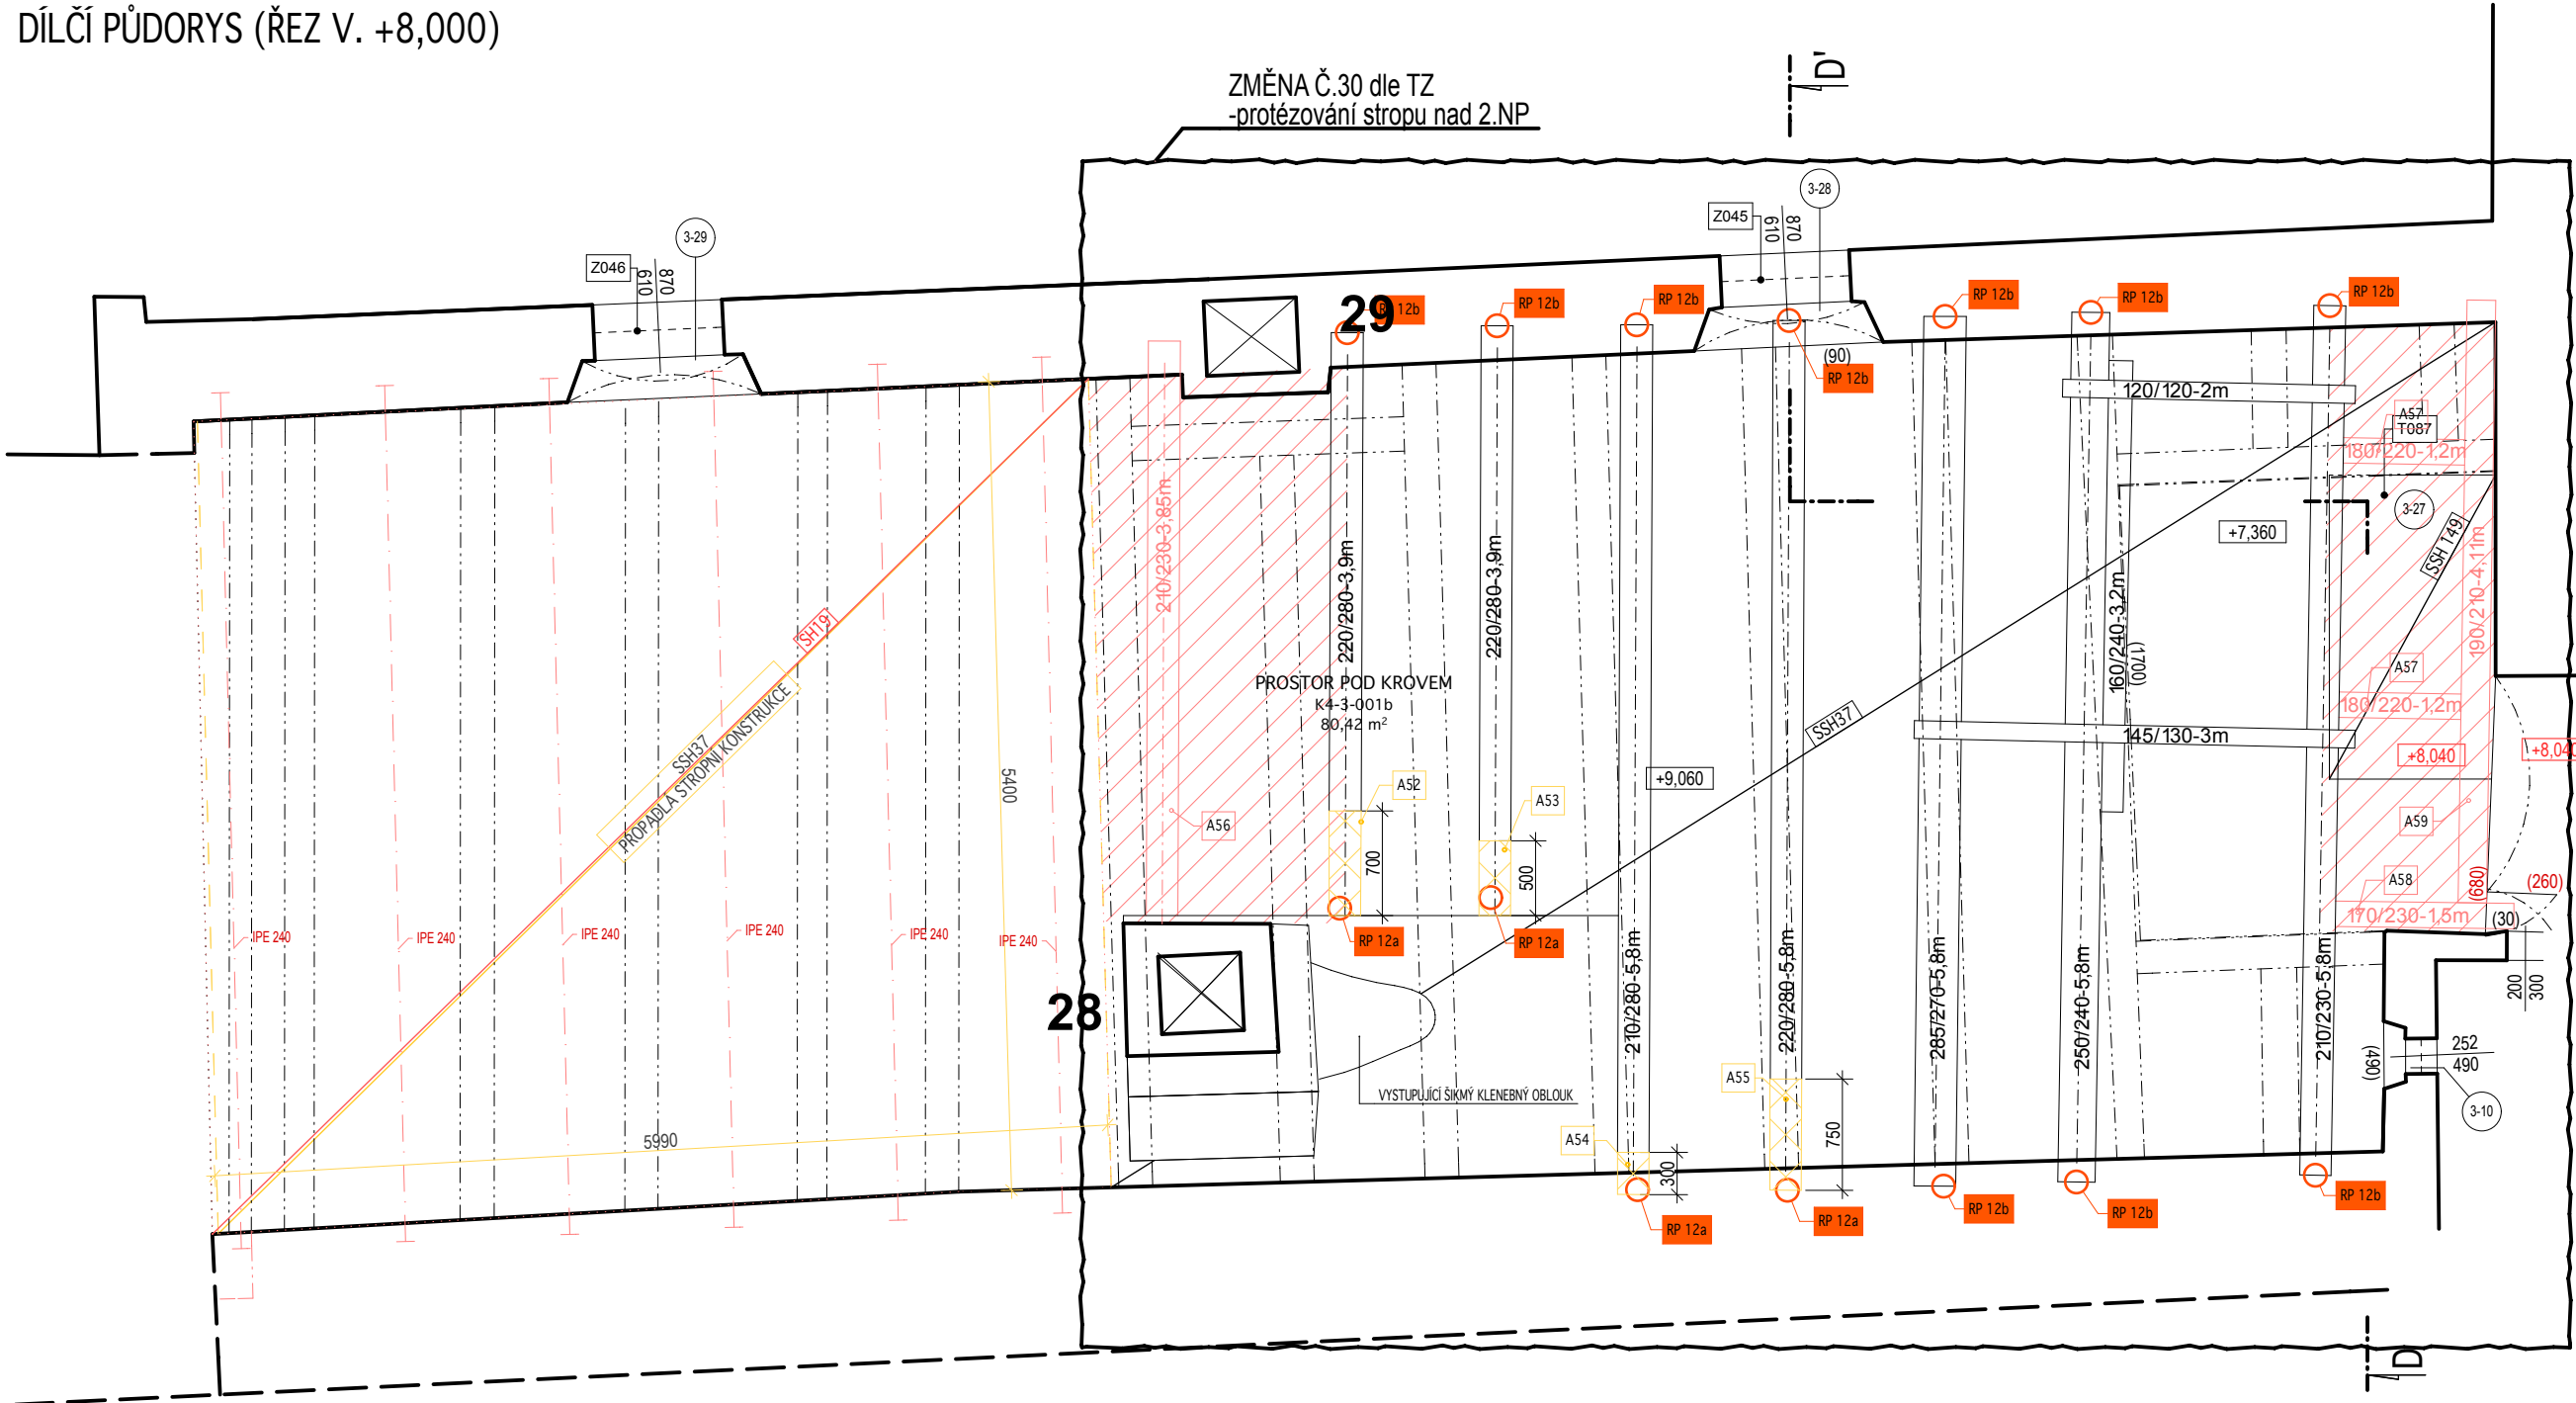 DÍLČÍ PŮDORYS (ŘEZ V. +8,000)
ZMĚNA Č.30 dle TZ
-protézování stropu nad 2.NP
D'
3-28
Z045
610
870
3-29
Z046
610
870
29
RP 12b
RP 12b
RP 12b
RP 12b
RP 12b
RP 12b
(90)
RP 12b
120/120-2m
A57
T087
180/220-1,2m
3-27
+7,360
SSH 149
210/230-3,85m
220/280-3,9m
220/280-3,9m
160/240-3,2m
(1700)
190/210-4,11m
SH19
SSH37
PROPADLÁ STROPNÍ KONSTRUKCE
PROSTOR POD KROVEM
K4-3-001b
80,42 m²
A57
180/220-1,2m
SSH37
145/130-3m
+8,040
+8,040
+9,060
5400
A52
A53
A56
700
500
A59
A58
(680)
(260)
170/230-1,5m
(30)
IPE 240
IPE 240
IPE 240
IPE 240
IPE 240
IPE 240
RP 12a
RP 12a
210/280-5,8m
220/280-5,8m
285/270-5,8m
250/240-5,8m
210/230-5,8m
200
300
28
252
490
(490)
3-10
VYSTUPUJÍCÍ ŠIKMÝ KLENEBNÝ OBLOUK
A55
750
A54
300
5990
RP 12a
RP 12a
RP 12b
RP 12b
RP 12b
D